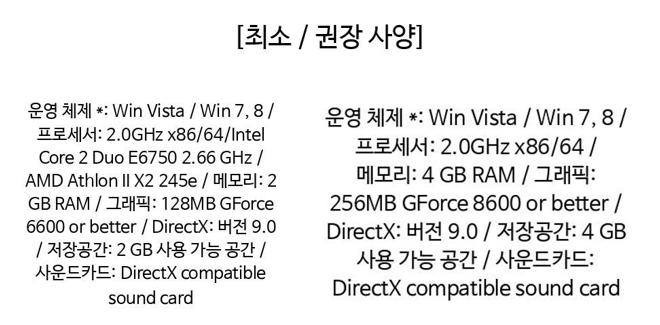 [최소 / 권장 사양]
운영 체제 *: Win Vista / Win 7, 8 /
프로세서: 2.0GHz x86/64/Intel
Core 2 Duo E6750 2.66 GHz /
AMD Athlon II X2 245e / 메모리: 2
GB RAM / 그래픽: 128MB GForce
6600 or better / DirectX: 버전 9.0
/ 저장공간: 2 GB 사용 가능 공간 /
사운드카드: DirectX compatible
sound card
운영 체제 *: Win Vista / Win 7, 8 /
프로세서: 2.0GHz x86/64 /
메모리: 4 GB RAM / 그래픽:
256MB GForce 8600 or better /
DirectX: 버전 9.0 / 저장공간: 4 GB
사용 가능 공간 / 사운드카드:
DirectX compatible sound card